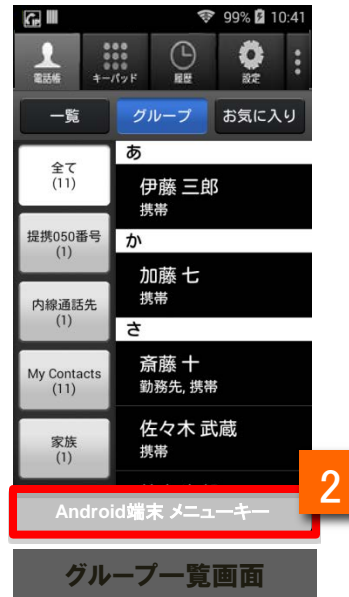 99% 10:41
電話帳 キーパッド 履歴 設定
一覧 グループ お気に入り
全て
(11)
提携050番号
(1)
内線通話先
(1)
My Contacts
(11)
家族
(1)
あ
伊藤 三郎
携帯
か
加藤 七
携帯
さ
斎藤 十
勤務先, 携帯
佐々木 武蔵
携帯
2
Android端末 メニューキー
グループ一覧画面